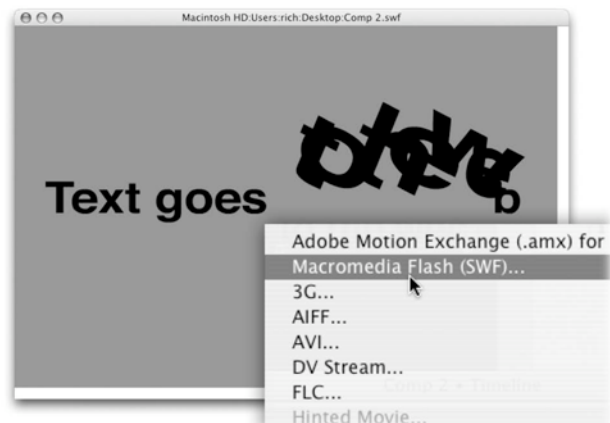 Macintosh HD:Users:rich:Desktop:Comp 2.swf
Text goes
b
Adobe Motion Exchange (.amx) for
Macromedia Flash (SWF)...
3G...
AIFF...
AVI...
DV Stream...
Comp 2 • Timeline
FLC...
Hinted Movie...